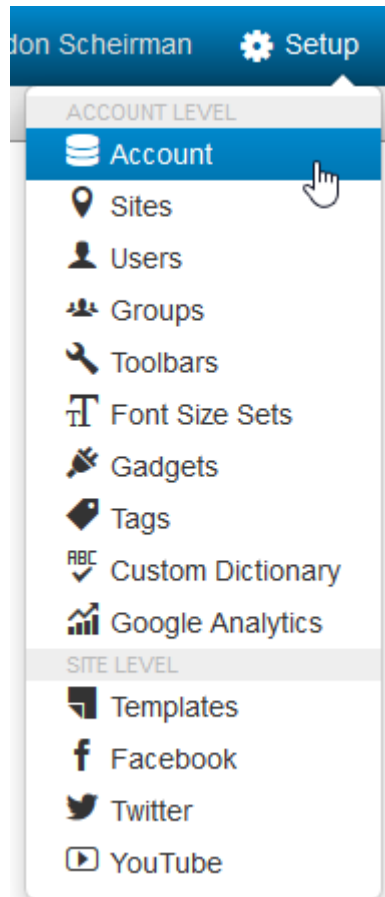 don Scheirman Setup
ACCOUNT LEVEL
Account
Sites
Users
Groups
Toolbars
Font Size Sets
Gadgets
Tags
ABC Custom Dictionary
Google Analytics
SITE LEVEL
Templates
Facebook
Twitter
YouTube